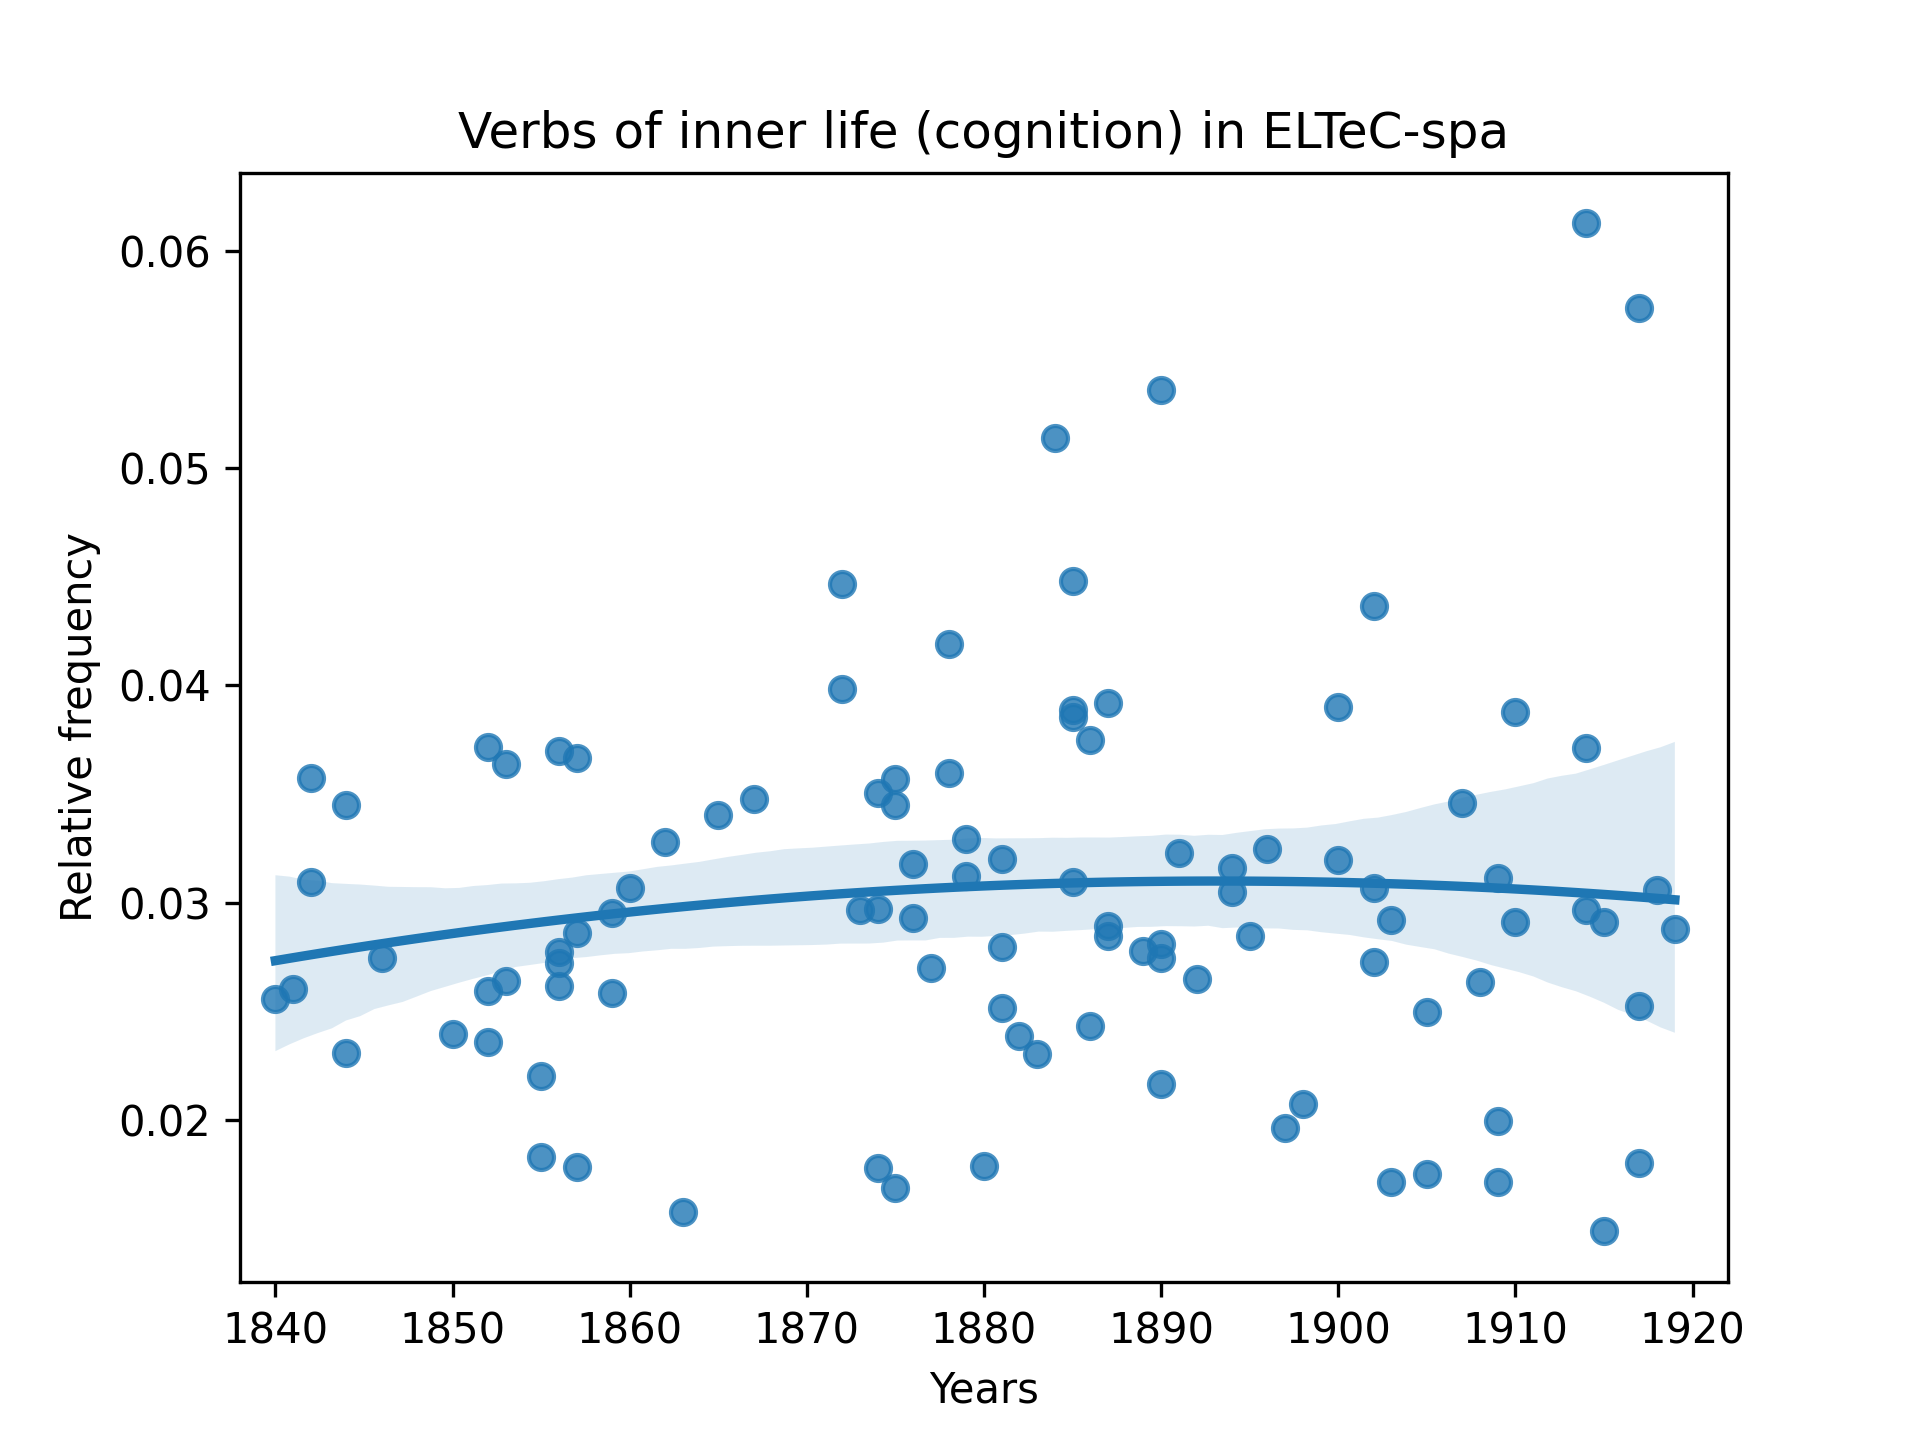 Verbs of inner life (cognition) in ELTeC-spa
0.06
0.05
0.04
0.03
0.02
Relative frequency
1840 1850 1860 1870 1880 1890 1900 1910 1920
Years